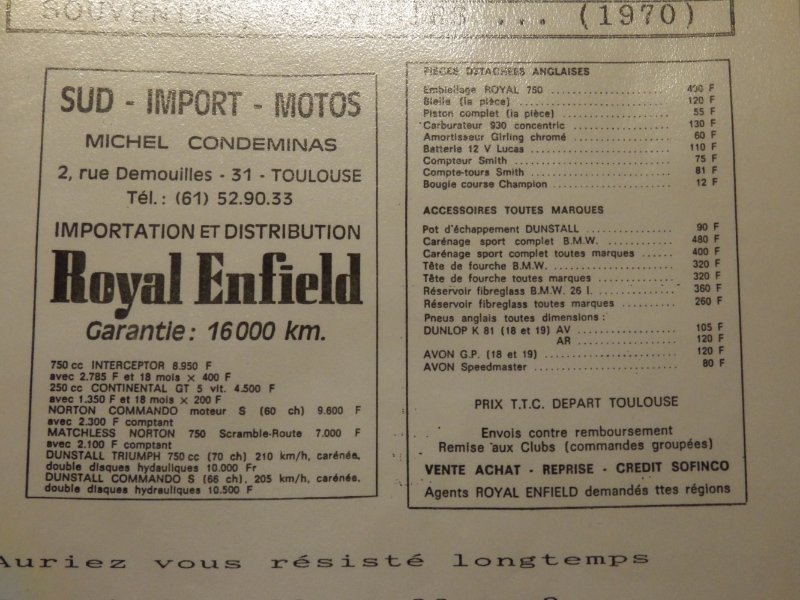 SOUVENIRS, ... (1970)
SUD - IMPORT - MOTOS
MICHEL CONDEMINAS
2, rue Demouilles - 31 - TOULOUSE
Tél.: (61) 52.90.33
IMPORTATION ET DISTRIBUTION
Royal Enfield
Garantie: 16000 km.
750 cc INTERCEPTOR 8.950 F
avec 2.785 F et 18 mois x 400 F
250 cc CONTINENTAL GT 5 vit. 4.500 F
avec 1.350 F et 18 mois x 200 F
NORTON COMMANDO moteur S (60 ch) 9.600 F
avec 2.300 F comptant
MATCHLESS NORTON 750 Scramble-Route 7.000 F
avec 2.100 F comptant
DUNSTALL TRIUMPH 750 cc (70 ch) 210 km/h, carénée,
double disques hydauliques 10.000 Fr
DUNSTALL COMMANDO S (66 ch), 205 km/h, carénée,
double disques hydrauliques 10.500 F
PIECES DETACHEES ANGLAISES
Embiellage ROYAL 750 ........ 400 F
Bielle (la pièce) ........ 120 F
Piston complet (la pièce) ........ 55 F
Carburateur 930 concentric ........ 130 F
Amortisseur Girling chromé ........ 60 F
Batterie 12 V Lucas ........ 110 F
Compteur Smith ........ 75 F
Compte-tours Smith ........ 81 F
Bougie course Champion ........ 12 F
ACCESSOIRES TOUTES MARQUES
Pot d'échappement DUNSTALL ........ 90 F
Carénage sport complet B.M.W. ........ 480 F
Carénage sport complet toutes marques ...... 400 F
Tête de fourche B.M.W. ........ 320 F
Tête de fourche toutes marques ........ 320 F
Réservoir fibreglass B.M.W. 26 l. ........ 360 F
Réservoir fibreglass toutes marques ........ 260 F
Pneus anglais toutes dimensions :
DUNLOP K 81 (18 et 19) AV ........ 105 F
AR ........ 120 F
AVON G.P. (18 et 19) ........ 120 F
AVON Speedmaster ........ 80 F
PRIX T.T.C. DEPART TOULOUSE
Envois contre remboursement
Remise aux Clubs (commandes groupées)
VENTE ACHAT - REPRISE - CREDIT SOFINCO
Agents ROYAL ENFIELD demandés ttes régions
Auriez vous résisté longtemps